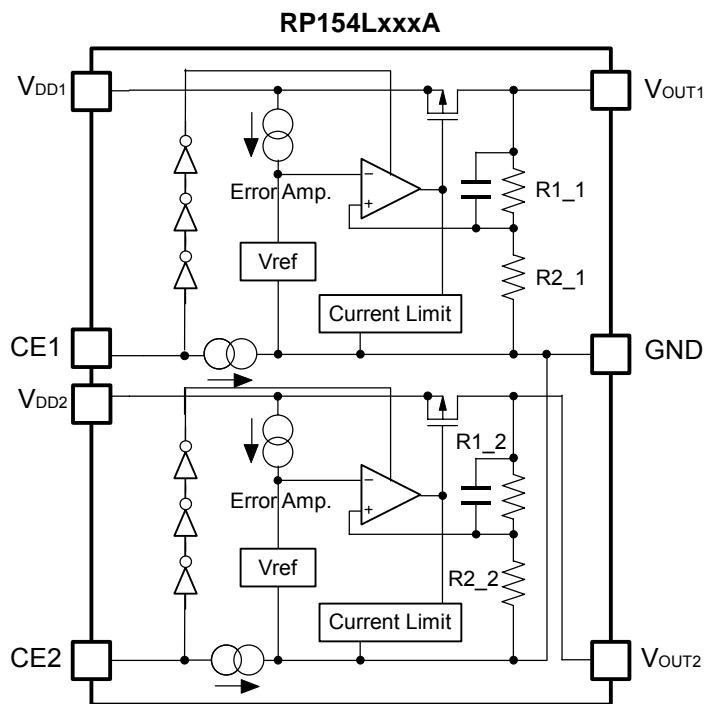 RP154LxxxA
VDD1
VOUT1
Error Amp.
−
+
R1_1
Vref
R2_1
Current Limit
CE1
GND
VDD2
R1_2
Error Amp.
−
+
Vref
R2_2
Current Limit
CE2
VOUT2